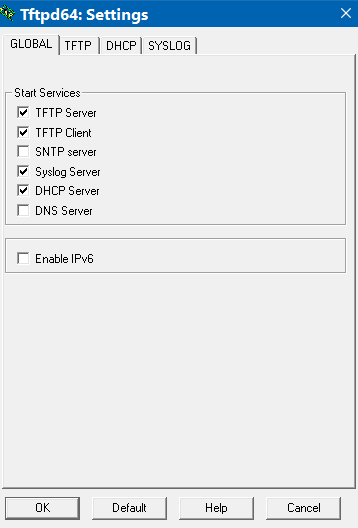 Tftpd64: Settings
GLOBAL TFTP DHCP SYSLOG
Start Services
TFTP Server
TFTP Client
SNTP server
Syslog Server
DHCP Server
DNS Server
Enable IPv6
OK Default Help Cancel